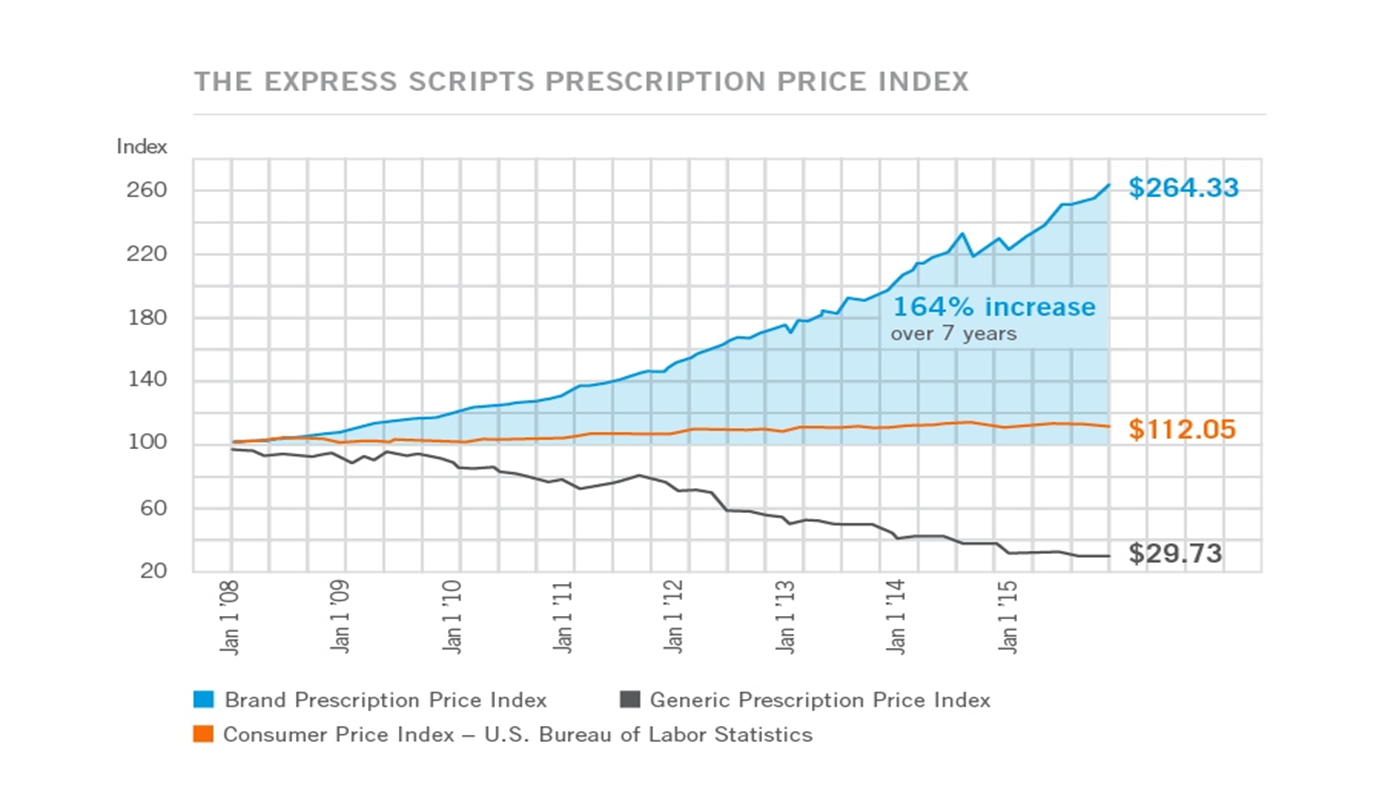 THE EXPRESS SCRIPTS PRESCRIPTION PRICE INDEX
Index
260
220
180
140
100
60
20
$264.33
164% increase
over 7 years
$112.05
$29.73
Jan 1 '08
Jan 1 '09
Jan 1 '10
Jan 1 '11
Jan 1 '12
Jan 1 '13
Jan 1 '14
Jan 1 '15
Brand Prescription Price Index
Generic Prescription Price Index
Consumer Price Index – U.S. Bureau of Labor Statistics